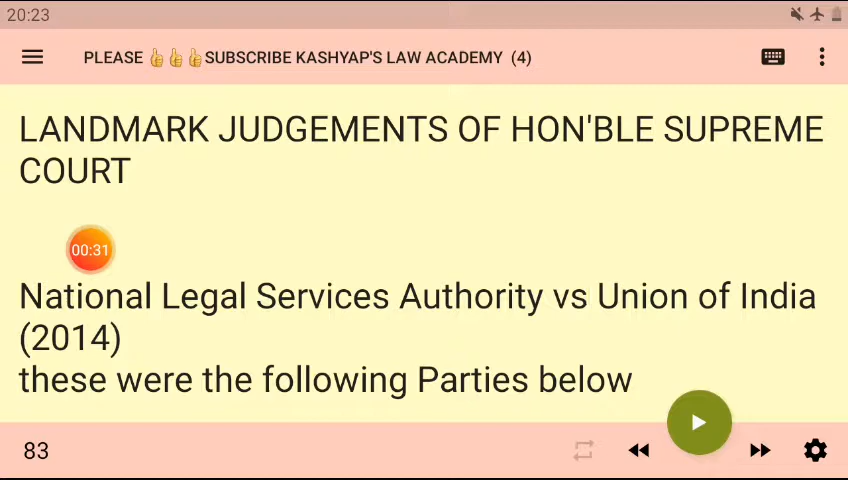 20:23
PLEASE 👍👍👍SUBSCRIBE KASHYAP'S LAW ACADEMY (4)
LANDMARK JUDGEMENTS OF HON'BLE SUPREME
COURT
00:31
National Legal Services Authority vs Union of India
(2014)
these were the following Parties below
83